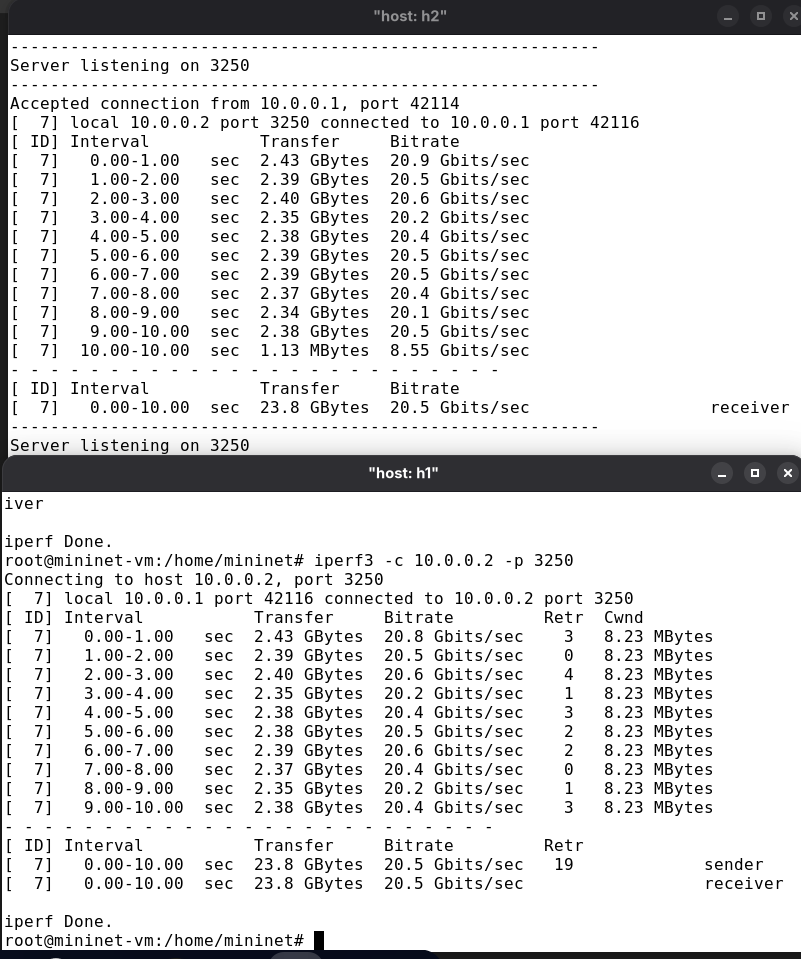 "host: h2"
-----------------------------------------------------------
Server listening on 3250
-----------------------------------------------------------
Accepted connection from 10.0.0.1, port 42114
[  7] local 10.0.0.2 port 3250 connected to 10.0.0.1 port 42116
[ ID] Interval           Transfer     Bitrate
[  7]   0.00-1.00   sec  2.43 GBytes  20.9 Gbits/sec
[  7]   1.00-2.00   sec  2.39 GBytes  20.5 Gbits/sec
[  7]   2.00-3.00   sec  2.40 GBytes  20.6 Gbits/sec
[  7]   3.00-4.00   sec  2.35 GBytes  20.2 Gbits/sec
[  7]   4.00-5.00   sec  2.38 GBytes  20.4 Gbits/sec
[  7]   5.00-6.00   sec  2.39 GBytes  20.5 Gbits/sec
[  7]   6.00-7.00   sec  2.39 GBytes  20.5 Gbits/sec
[  7]   7.00-8.00   sec  2.37 GBytes  20.4 Gbits/sec
[  7]   8.00-9.00   sec  2.34 GBytes  20.1 Gbits/sec
[  7]   9.00-10.00  sec  2.38 GBytes  20.5 Gbits/sec
[  7]  10.00-10.00  sec  1.13 MBytes  8.55 Gbits/sec
- - - - - - - - - - - - - - - - - - - - - - - - -
[ ID] Interval           Transfer     Bitrate
[  7]   0.00-10.00  sec  23.8 GBytes  20.5 Gbits/sec                  receiver
-----------------------------------------------------------
Server listening on 3250
"host: h1"
iver
iperf Done.
root@mininet-vm:/home/mininet# iperf3 -c 10.0.0.2 -p 3250
Connecting to host 10.0.0.2, port 3250
[  7] local 10.0.0.1 port 42116 connected to 10.0.0.2 port 3250
[ ID] Interval           Transfer     Bitrate         Retr  Cwnd
[  7]   0.00-1.00   sec  2.43 GBytes  20.8 Gbits/sec    3   8.23 MBytes
[  7]   1.00-2.00   sec  2.39 GBytes  20.5 Gbits/sec    0   8.23 MBytes
[  7]   2.00-3.00   sec  2.40 GBytes  20.6 Gbits/sec    4   8.23 MBytes
[  7]   3.00-4.00   sec  2.35 GBytes  20.2 Gbits/sec    1   8.23 MBytes
[  7]   4.00-5.00   sec  2.38 GBytes  20.4 Gbits/sec    3   8.23 MBytes
[  7]   5.00-6.00   sec  2.38 GBytes  20.5 Gbits/sec    2   8.23 MBytes
[  7]   6.00-7.00   sec  2.39 GBytes  20.6 Gbits/sec    2   8.23 MBytes
[  7]   7.00-8.00   sec  2.37 GBytes  20.4 Gbits/sec    0   8.23 MBytes
[  7]   8.00-9.00   sec  2.35 GBytes  20.2 Gbits/sec    1   8.23 MBytes
[  7]   9.00-10.00  sec  2.38 GBytes  20.4 Gbits/sec    3   8.23 MBytes
- - - - - - - - - - - - - - - - - - - - - - - - -
[ ID] Interval           Transfer     Bitrate         Retr
[  7]   0.00-10.00  sec  23.8 GBytes  20.5 Gbits/sec   19             sender
[  7]   0.00-10.00  sec  23.8 GBytes  20.5 Gbits/sec                  receiver
iperf Done.
root@mininet-vm:/home/mininet#